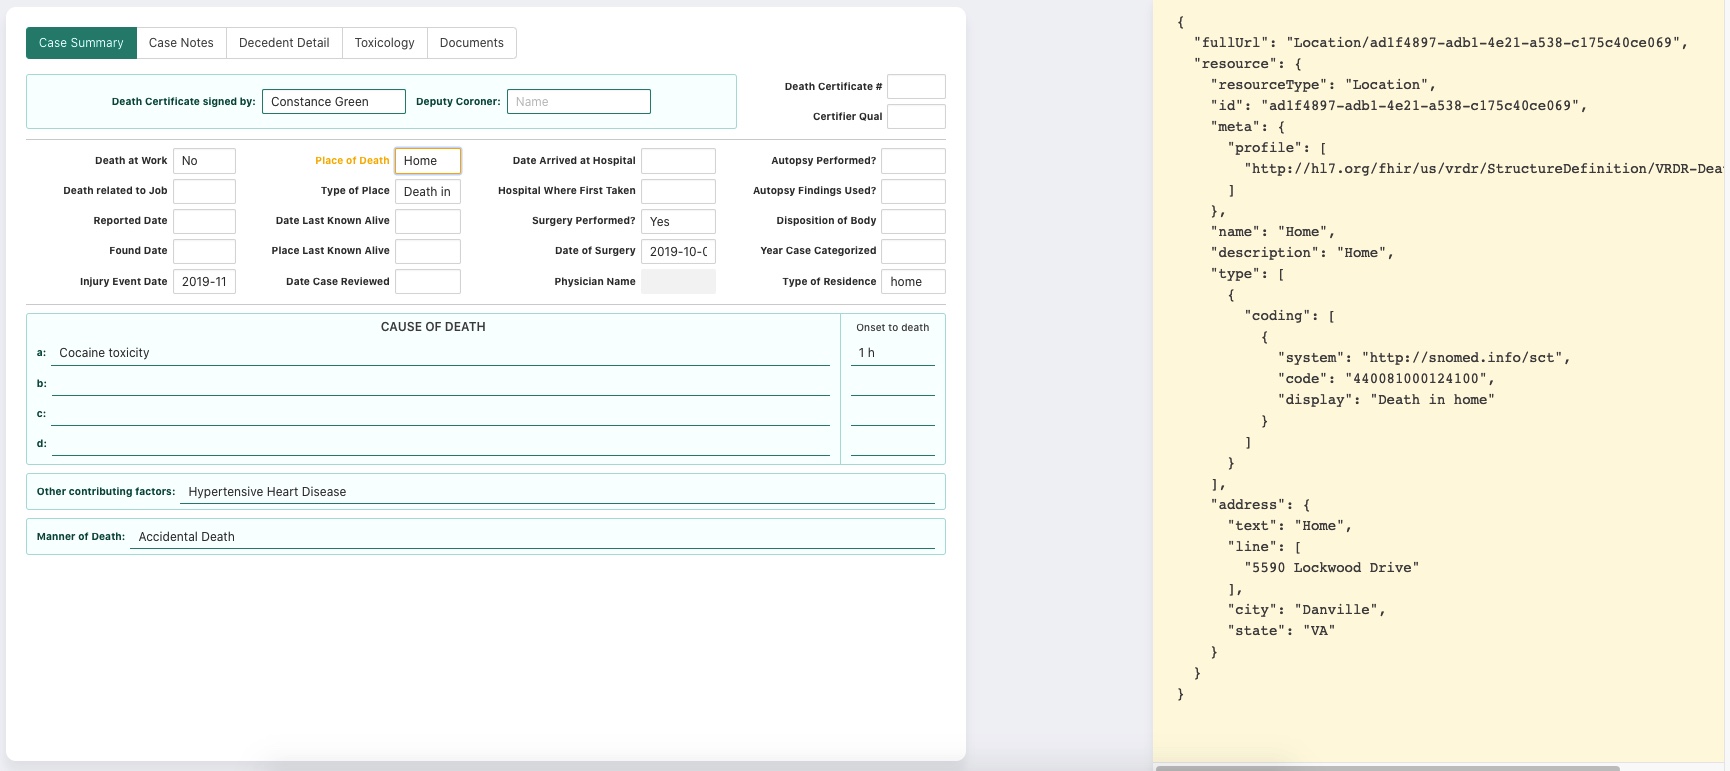 Case Summary Case Notes Decedent Detail Toxicology Documents
Death Certificate signed by: Constance Green Deputy Coroner: Name
Death Certificate #
Certifier Qual
Death at Work No Place of Death Home Date Arrived at Hospital Autopsy Performed?
Death related to Job Type of Place Death in Hospital Where First Taken Autopsy Findings Used?
Reported Date Date Last Known Alive Surgery Performed? Yes Disposition of Body
Found Date Place Last Known Alive Date of Surgery 2019-10- Year Case Categorized
Injury Event Date 2019-11 Date Case Reviewed Physician Name Type of Residence home
CAUSE OF DEATH Onset to death
a: Cocaine toxicity 1 h
b:
c:
d:
Other contributing factors: Hypertensive Heart Disease
Manner of Death: Accidental Death
{
"fullUrl": "Location/ad1f4897-adb1-4e21-a538-c175c40ce069",
"resource": {
"resourceType": "Location",
"id": "ad1f4897-adb1-4e21-a538-c175c40ce069",
"meta": {
"profile": [
"http://hl7.org/fhir/us/vrdr/StructureDefinition/VRDR-Dea
]
},
"name": "Home",
"description": "Home",
"type": [
{
"coding": [
{
"system": "http://snomed.info/sct",
"code": "440081000124100",
"display": "Death in home"
}
]
}
],
"address": {
"text": "Home",
"line": [
"5590 Lockwood Drive"
],
"city": "Danville",
"state": "VA"
}
}
}